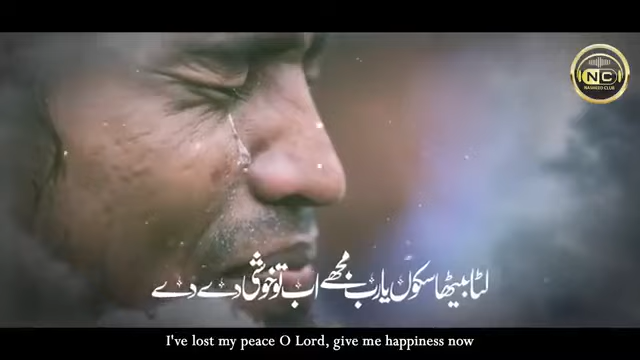 NC
NASHEED CLUB
لٹا بیٹھا سکوں یارب مجھے اب تو خوشی دے دے
I've lost my peace O Lord, give me happiness now